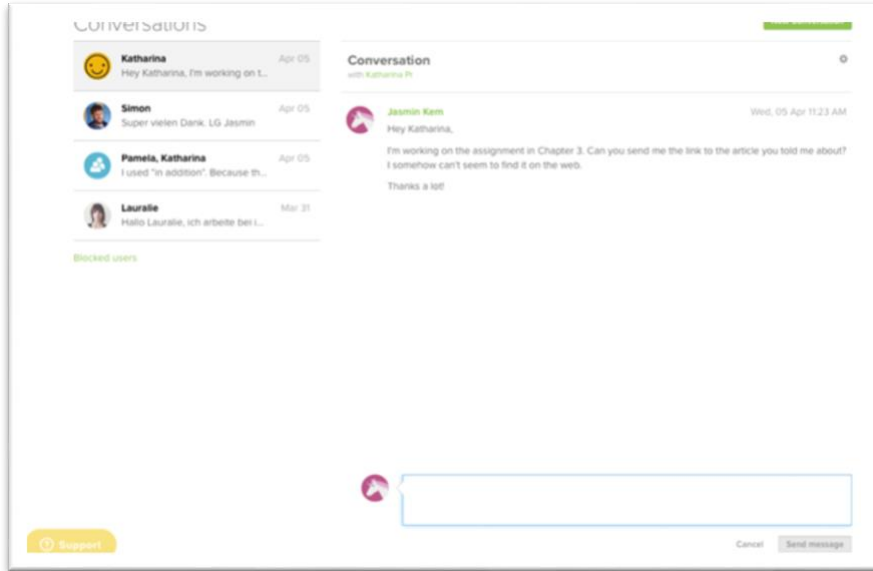 Conversations
New Conversation
Katharina Apr 05
Hey Katharina, I'm working on t...
Simon Apr 05
Super vielen Dank. LG Jasmin
Pamela, Katharina Apr 05
I used "in addition". Because th...
Lauralie Mar 31
Hallo Lauralie, ich arbeite bei i...
Blocked users
Conversation
with Katharina Pr
Jasmin Kem Wed, 05 Apr 11:23 AM
Hey Katharina,
I'm working on the assignment in Chapter 3. Can you send me the link to the article you told me about?
I somehow can't seem to find it on the web.
Thanks a lot!
Support
Cancel Send message